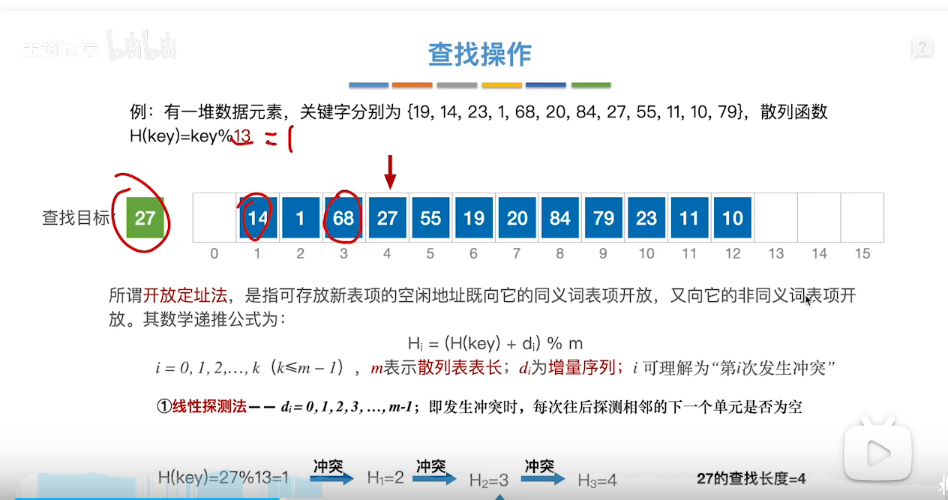 王道论坛 bilibili
查找操作
?
例：有一堆数据元素，关键字分别为 {19, 14, 23, 1, 68, 20, 84, 27, 55, 11, 10, 79}，散列函数
H(key)=key%13 = 1
查找目标： 27
14 1 68 27 55 19 20 84 79 23 11 10
0 1 2 3 4 5 6 7 8 9 10 11 12 13 14 15
所谓开放定址法，是指可存放新表项的空闲地址既向它的同义词表项开放，又向它的非同义词表项开
放。其数学递推公式为：
Hᵢ = (H(key) + dᵢ) % m
i = 0, 1, 2,…, k（k≤m − 1），m表示散列表表长；dᵢ为增量序列；i 可理解为“第i次发生冲突”
①线性探测法—— dᵢ = 0, 1, 2, 3, …, m-1；即发生冲突时，每次往后探测相邻的下一个单元是否为空
H(key)=27%13=1 冲突 H₁=2 冲突 H₂=3 冲突 H₃=4 27的查找长度=4